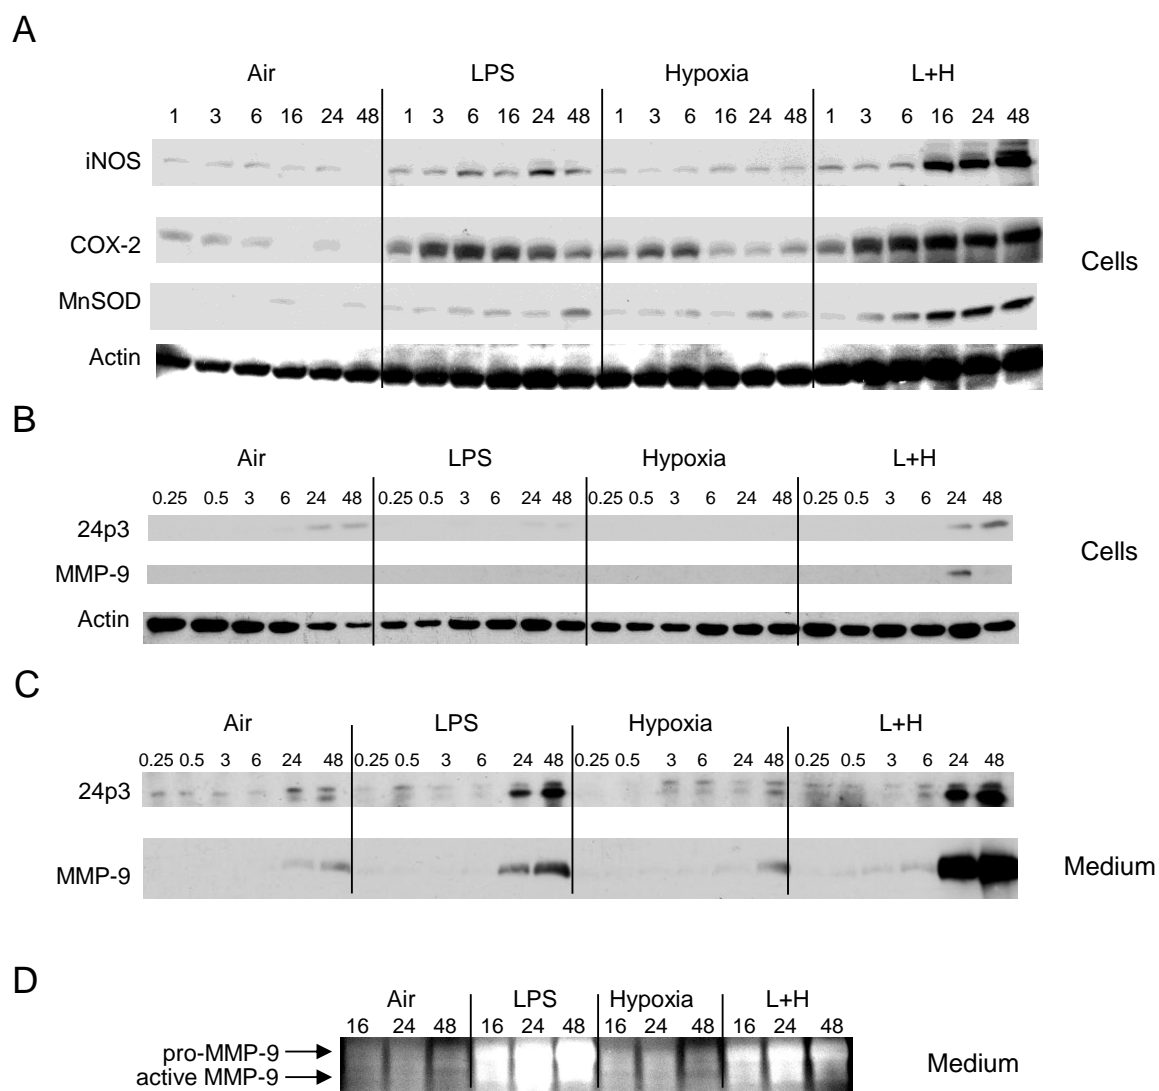 A
Air LPS Hypoxia L+H
1 3 6 16 24 48 1 3 6 16 24 48 1 3 6 16 24 48 1 3 6 16 24 48
iNOS
COX-2
Cells
MnSOD
Actin
B
Air LPS Hypoxia L+H
0.25 0.5 3 6 24 48 0.25 0.5 3 6 24 48 0.25 0.5 3 6 24 48 0.25 0.5 3 6 24 48
24p3
Cells
MMP-9
Actin
C
Air LPS Hypoxia L+H
0.25 0.5 3 6 24 48 0.25 0.5 3 6 24 48 0.25 0.5 3 6 24 48 0.25 0.5 3 6 24 48
24p3
MMP-9 Medium
D
Air LPS Hypoxia L+H
16 24 48 16 24 48 16 24 48 16 24 48
pro-MMP-9
active MMP-9
Medium